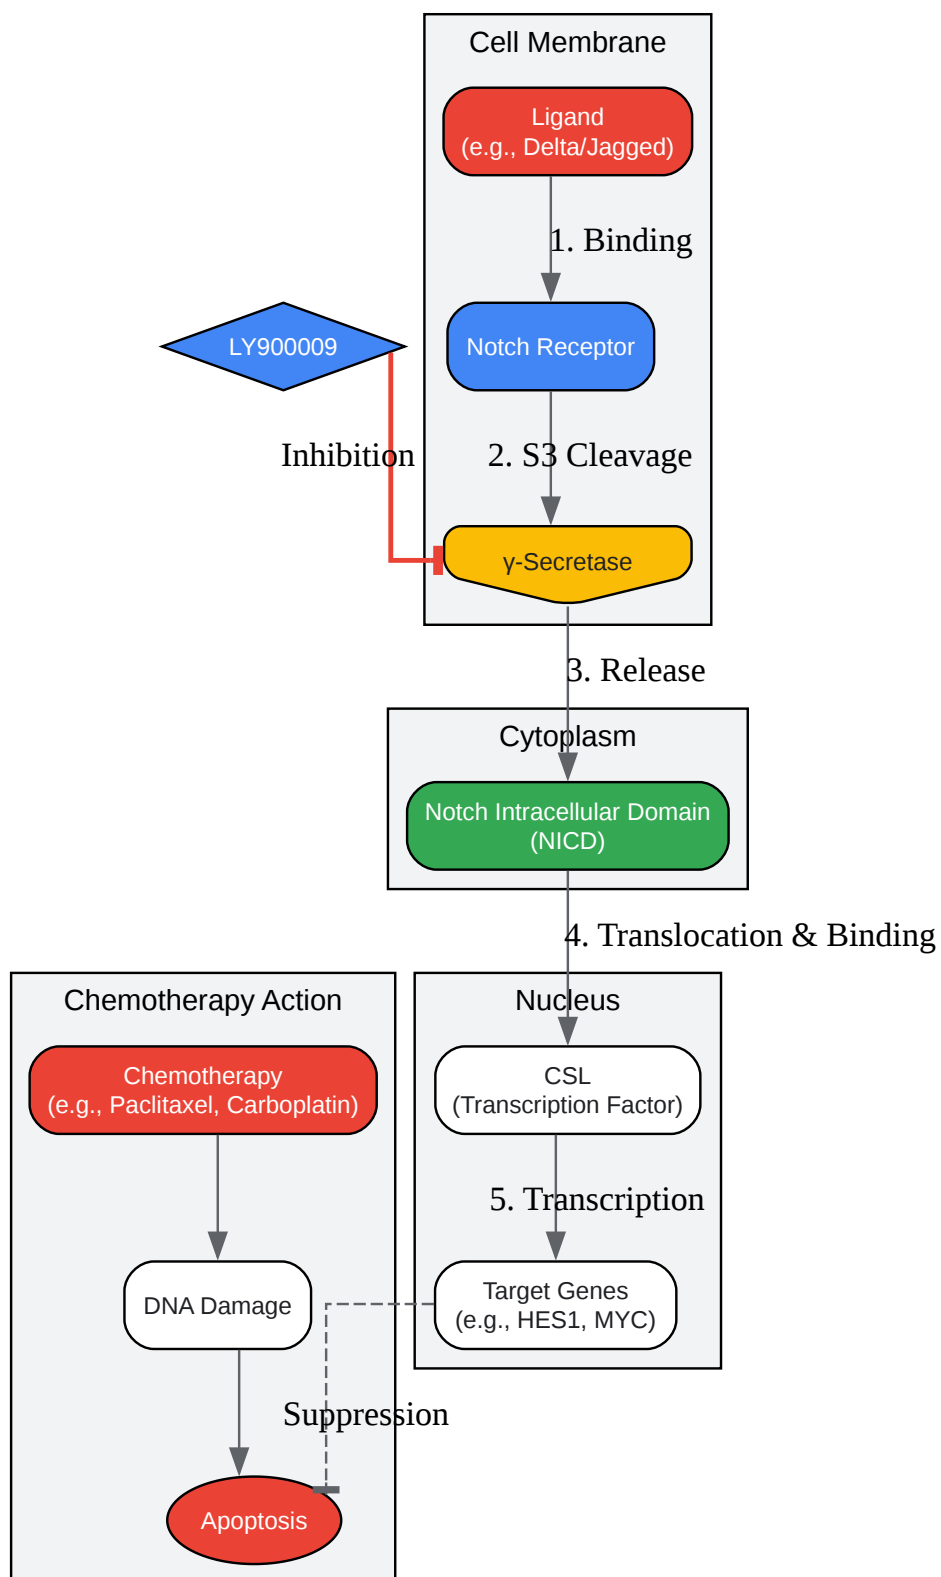 Cell Membrane
Ligand
(e.g., Delta/Jagged)
1. Binding
LY900009
Notch Receptor
Inhibition
2. S3 Cleavage
γ-Secretase
3. Release
Cytoplasm
Notch Intracellular Domain
(NICD)
4. Translocation & Binding
Chemotherapy Action
Nucleus
Chemotherapy
(e.g., Paclitaxel, Carboplatin)
CSL
(Transcription Factor)
5. Transcription
DNA Damage
Target Genes
(e.g., HES1, MYC)
Suppression
Apoptosis